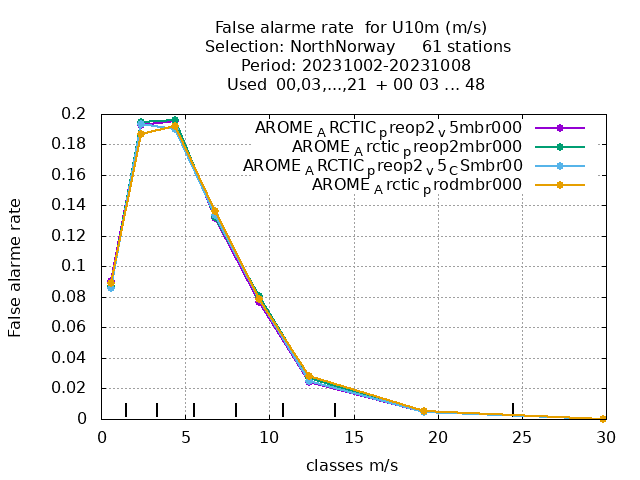 False alarme rate  for U10m (m/s)
Selection: NorthNorway     61 stations
Period: 20231002-20231008
Used  00,03,...,21  + 00 03 ... 48
AROME_ARCTIC_preop2_v5mbr000
AROME_Arctic_preop2mbr000
AROME_ARCTIC_preop2_v5_CSmbr00
AROME_Arctic_prodmbr000
False alarme rate
0.2
0.18
0.16
0.14
0.12
0.1
0.08
0.06
0.04
0.02
0
0 5 10 15 20 25 30
classes m/s